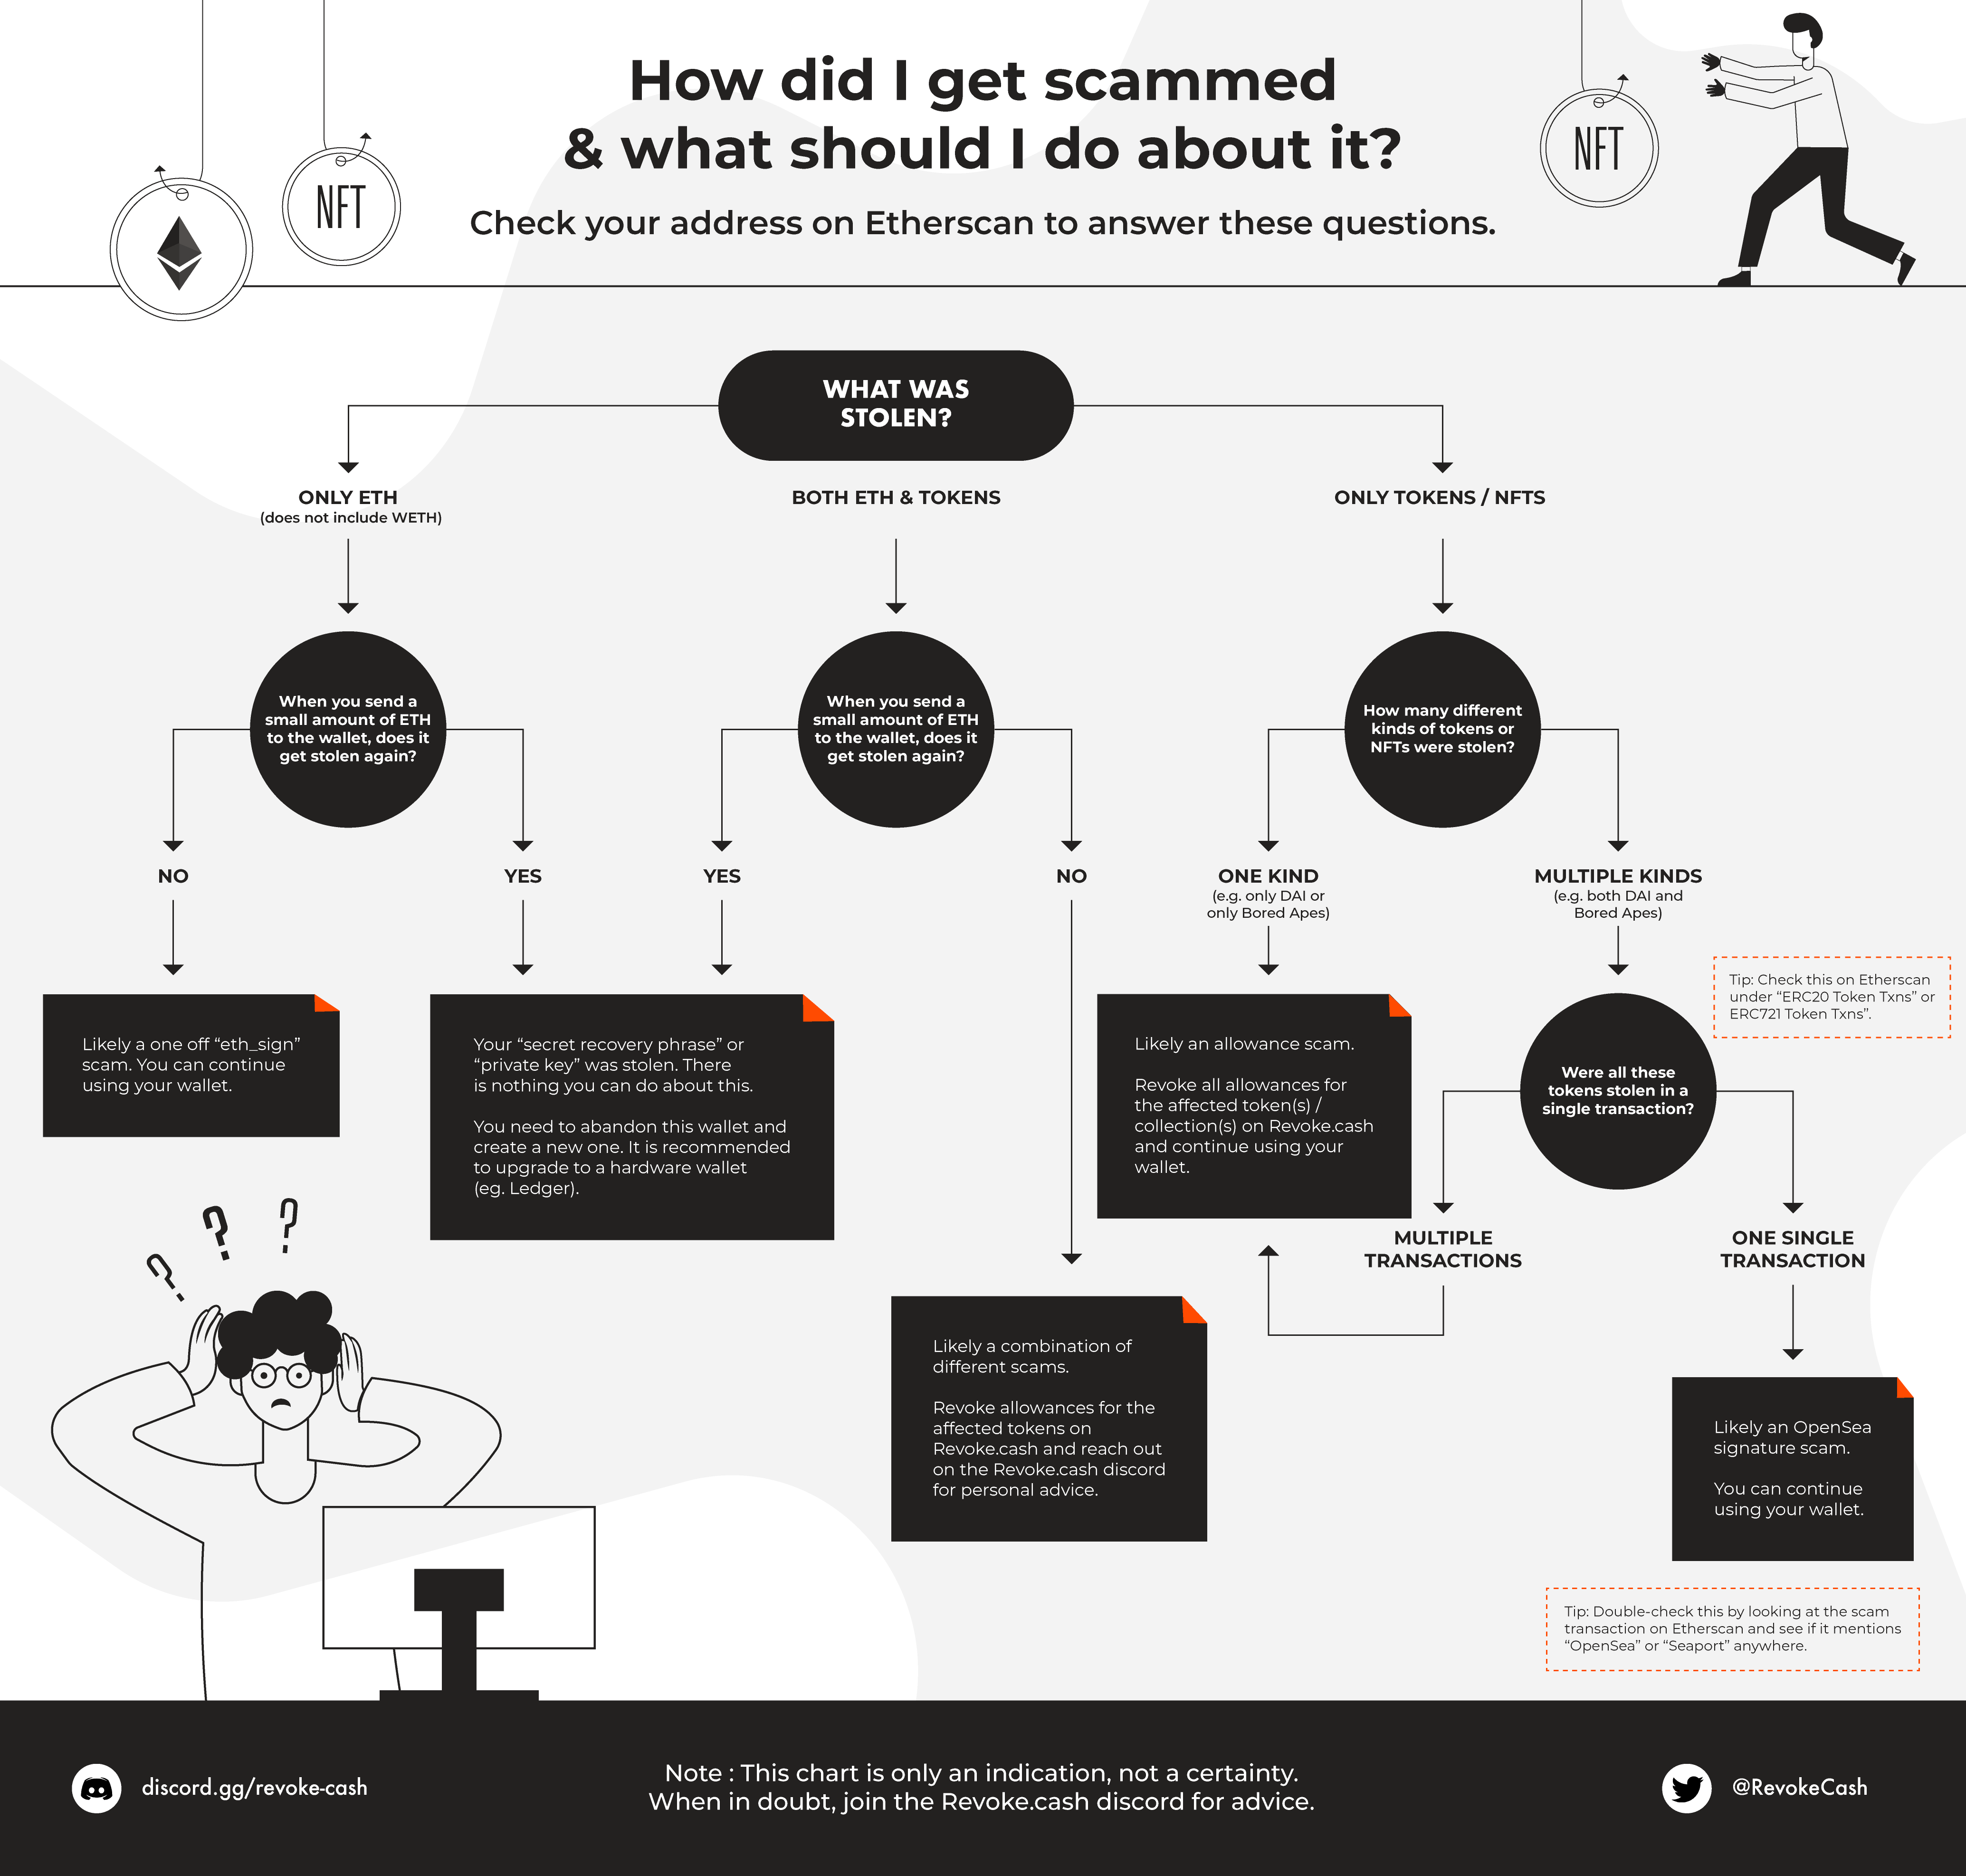 How did I get scammed
& what should I do about it?
Check your address on Etherscan to answer these questions.
NFT
NFT
WHAT WAS
STOLEN?
ONLY ETH
(does not include WETH)
BOTH ETH & TOKENS
ONLY TOKENS / NFTS
When you send a
small amount of ETH
to the wallet, does it
get stolen again?
When you send a
small amount of ETH
to the wallet, does it
get stolen again?
How many different
kinds of tokens or
NFTs were stolen?
NO
YES
YES
NO
ONE KIND
(e.g. only DAI or
only Bored Apes)
MULTIPLE KINDS
(e.g. both DAI and
Bored Apes)
Tip: Check this on Etherscan
under “ERC20 Token Txns” or
ERC721 Token Txns”.
Likely a one off “eth_sign”
scam. You can continue
using your wallet.
Your “secret recovery phrase” or
“private key” was stolen. There
is nothing you can do about this.
You need to abandon this wallet and
create a new one. It is recommended
to upgrade to a hardware wallet
(eg. Ledger).
Likely an allowance scam.
Revoke all allowances for
the affected token(s) /
collection(s) on Revoke.cash
and continue using your
wallet.
Were all these
tokens stolen in a
single transaction?
MULTIPLE
TRANSACTIONS
ONE SINGLE
TRANSACTION
? ? ?
Likely a combination of
different scams.
Revoke allowances for the
affected tokens on
Revoke.cash and reach out
on the Revoke.cash discord
for personal advice.
Likely an OpenSea
signature scam.
You can continue
using your wallet.
Tip: Double-check this by looking at the scam
transaction on Etherscan and see if it mentions
“OpenSea” or “Seaport” anywhere.
discord.gg/revoke-cash
Note : This chart is only an indication, not a certainty.
When in doubt, join the Revoke.cash discord for advice.
@RevokeCash